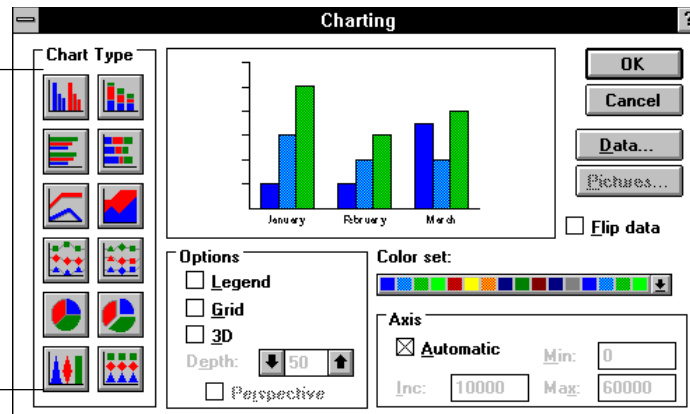 Charting
?
Chart Type
January February March
OK
Cancel
Data...
Pictures...
Flip data
Options
Legend
Grid
3D
Depth: 50
Perspective
Color set:
Axis
Automatic
Min: 0
Inc: 10000
Max: 60000